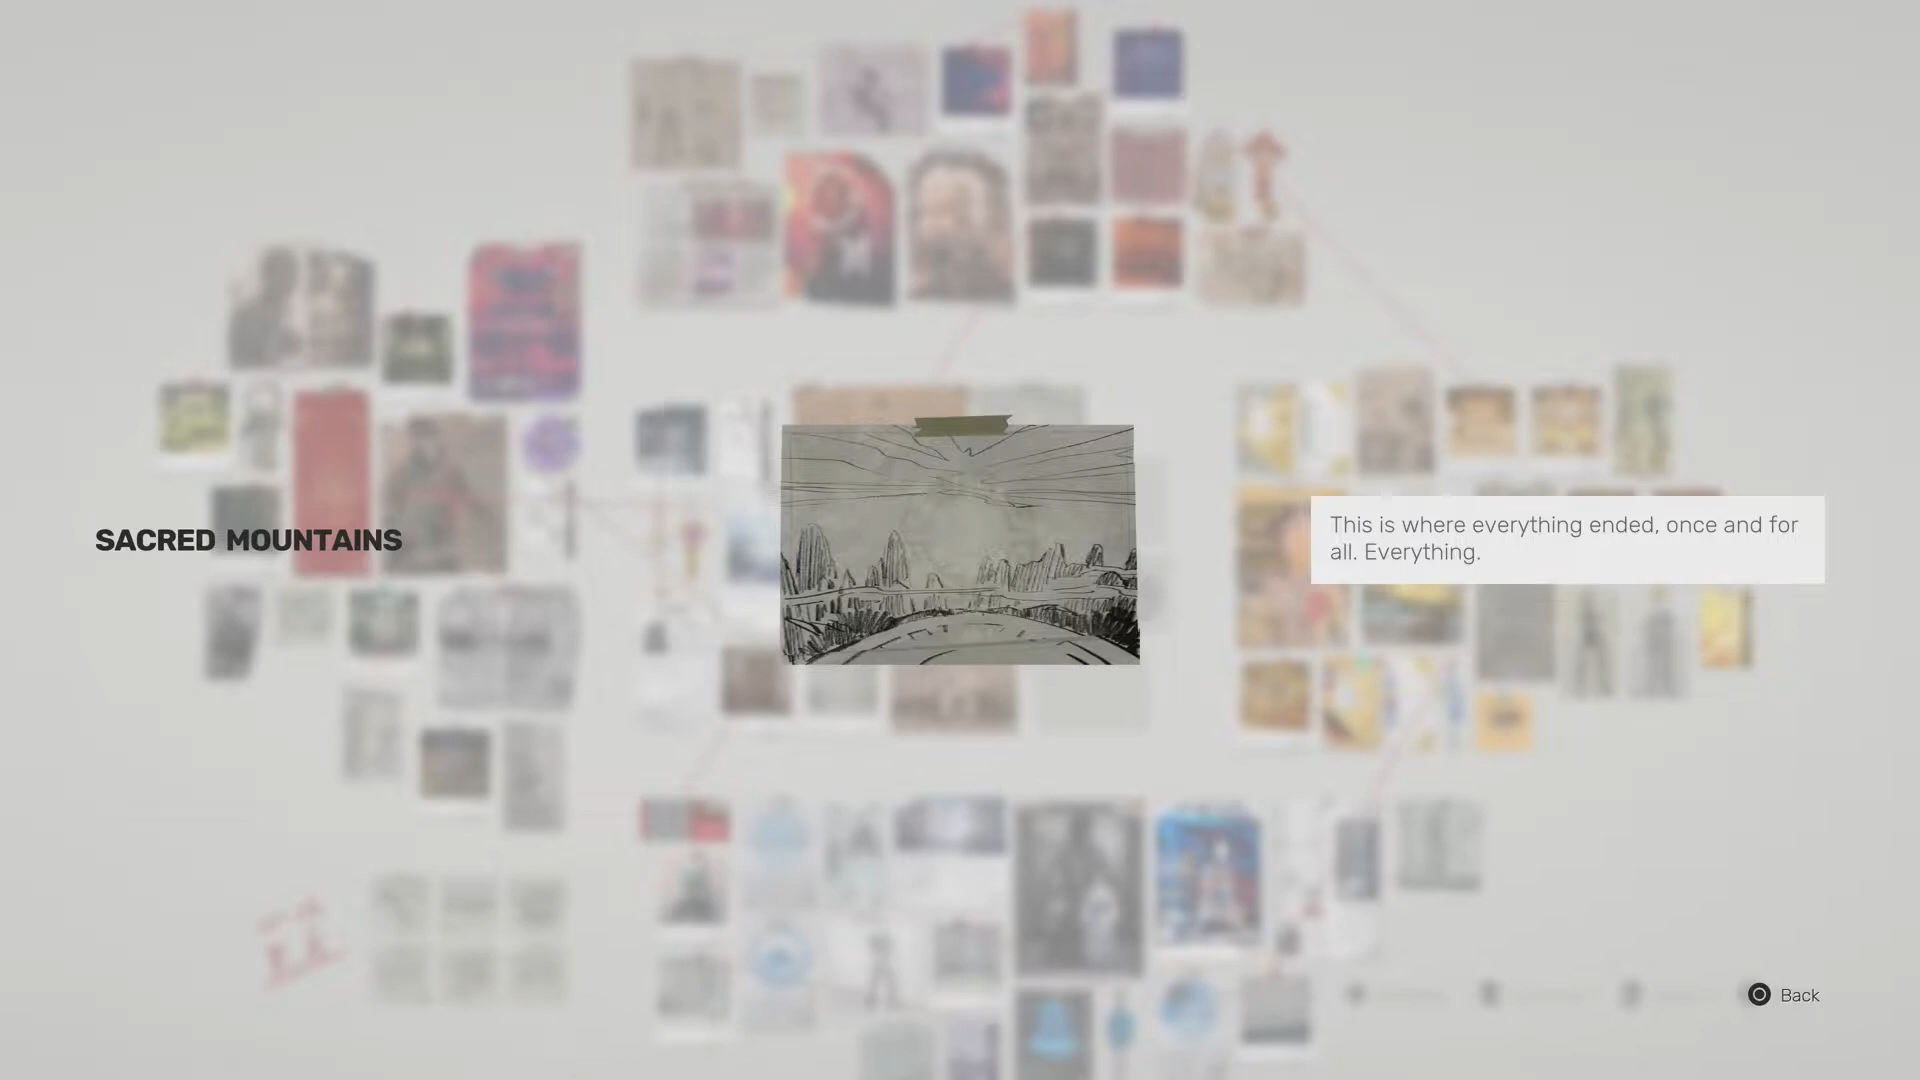 SACRED MOUNTAINS
This is where everything ended, once and for
all. Everything.
Back